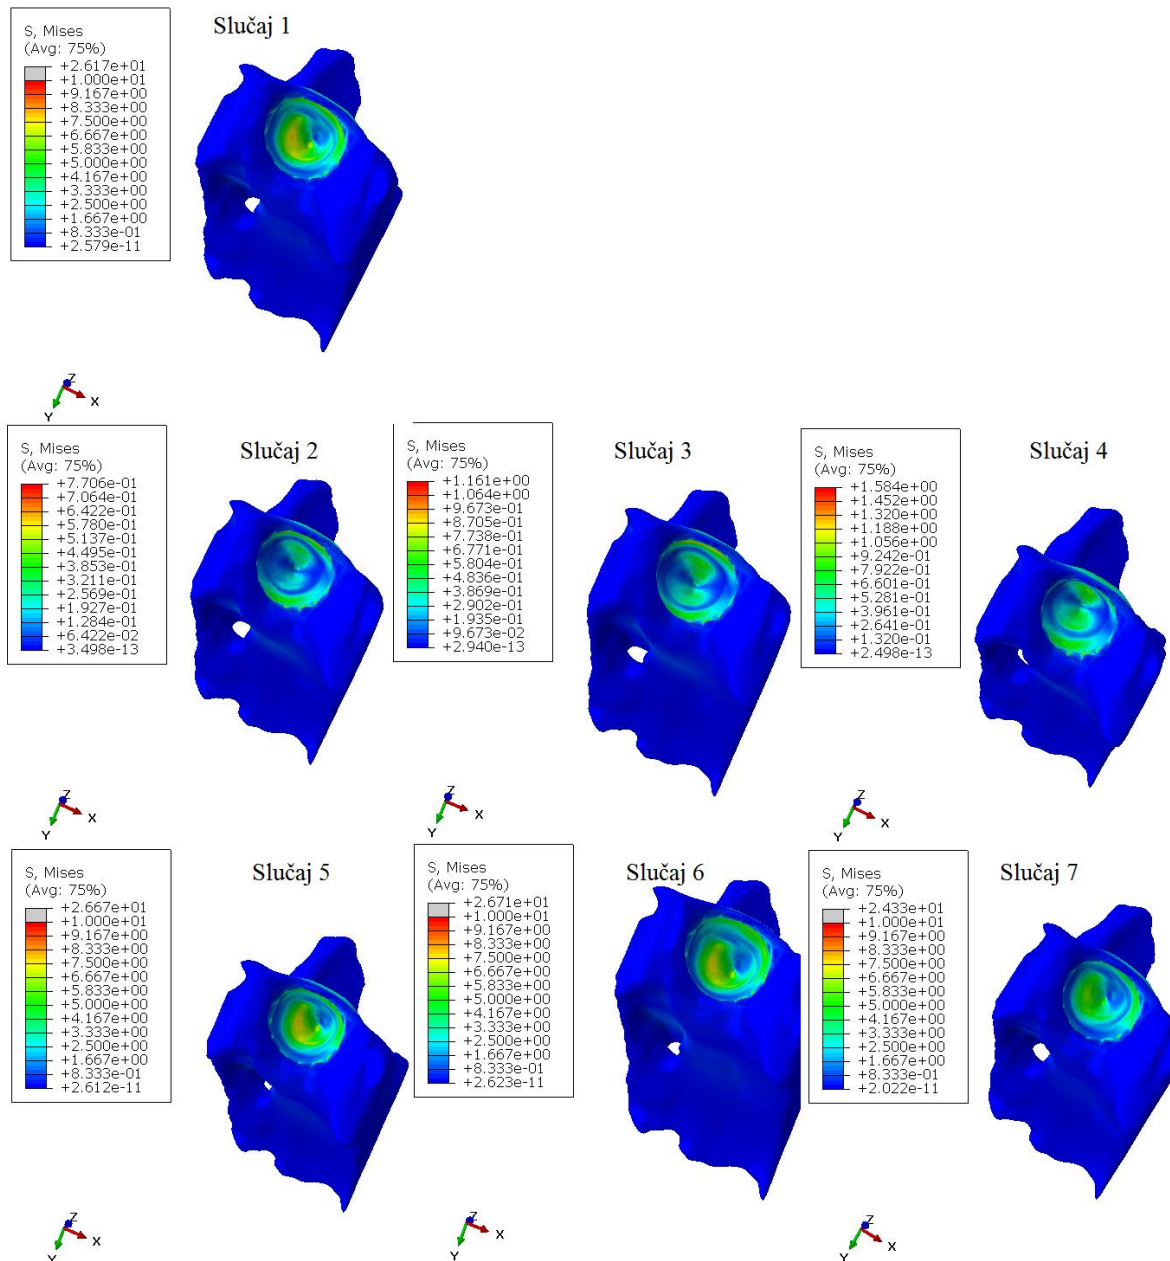 Slučaj 1
S, Mises
(Avg: 75%)
+2.617e+01
+1.000e+01
+9.167e+00
+8.333e+00
+7.500e+00
+6.667e+00
+5.833e+00
+5.000e+00
+4.167e+00
+3.333e+00
+2.500e+00
+1.667e+00
+8.333e-01
+2.579e-11
Z
X
Y
Slučaj 2
S, Mises
(Avg: 75%)
+7.706e-01
+7.064e-01
+6.422e-01
+5.780e-01
+5.137e-01
+4.495e-01
+3.853e-01
+3.211e-01
+2.569e-01
+1.927e-01
+1.284e-01
+6.422e-02
+3.498e-13
Z
X
Y
Slučaj 3
S, Mises
(Avg: 75%)
+1.161e+00
+1.064e+00
+9.673e-01
+8.705e-01
+7.738e-01
+6.771e-01
+5.804e-01
+4.836e-01
+3.869e-01
+2.902e-01
+1.935e-01
+9.673e-02
+2.940e-13
Z
X
Y
Slučaj 4
S, Mises
(Avg: 75%)
+1.584e+00
+1.452e+00
+1.320e+00
+1.188e+00
+1.056e+00
+9.242e-01
+7.922e-01
+6.601e-01
+5.281e-01
+3.961e-01
+2.641e-01
+1.320e-01
+2.498e-13
Z
X
Y
Slučaj 5
S, Mises
(Avg: 75%)
+2.667e+01
+1.000e+01
+9.167e+00
+8.333e+00
+7.500e+00
+6.667e+00
+5.833e+00
+5.000e+00
+4.167e+00
+3.333e+00
+2.500e+00
+1.667e+00
+8.333e-01
+2.612e-11
Z
X
Y
Slučaj 6
S, Mises
(Avg: 75%)
+2.671e+01
+1.000e+01
+9.167e+00
+8.333e+00
+7.500e+00
+6.667e+00
+5.833e+00
+5.000e+00
+4.167e+00
+3.333e+00
+2.500e+00
+1.667e+00
+8.333e-01
+2.623e-11
Z
X
Y
Slučaj 7
S, Mises
(Avg: 75%)
+2.433e+01
+1.000e+01
+9.167e+00
+8.333e+00
+7.500e+00
+6.667e+00
+5.833e+00
+5.000e+00
+4.167e+00
+3.333e+00
+2.500e+00
+1.667e+00
+8.333e-01
+2.022e-11
Z
X
Y